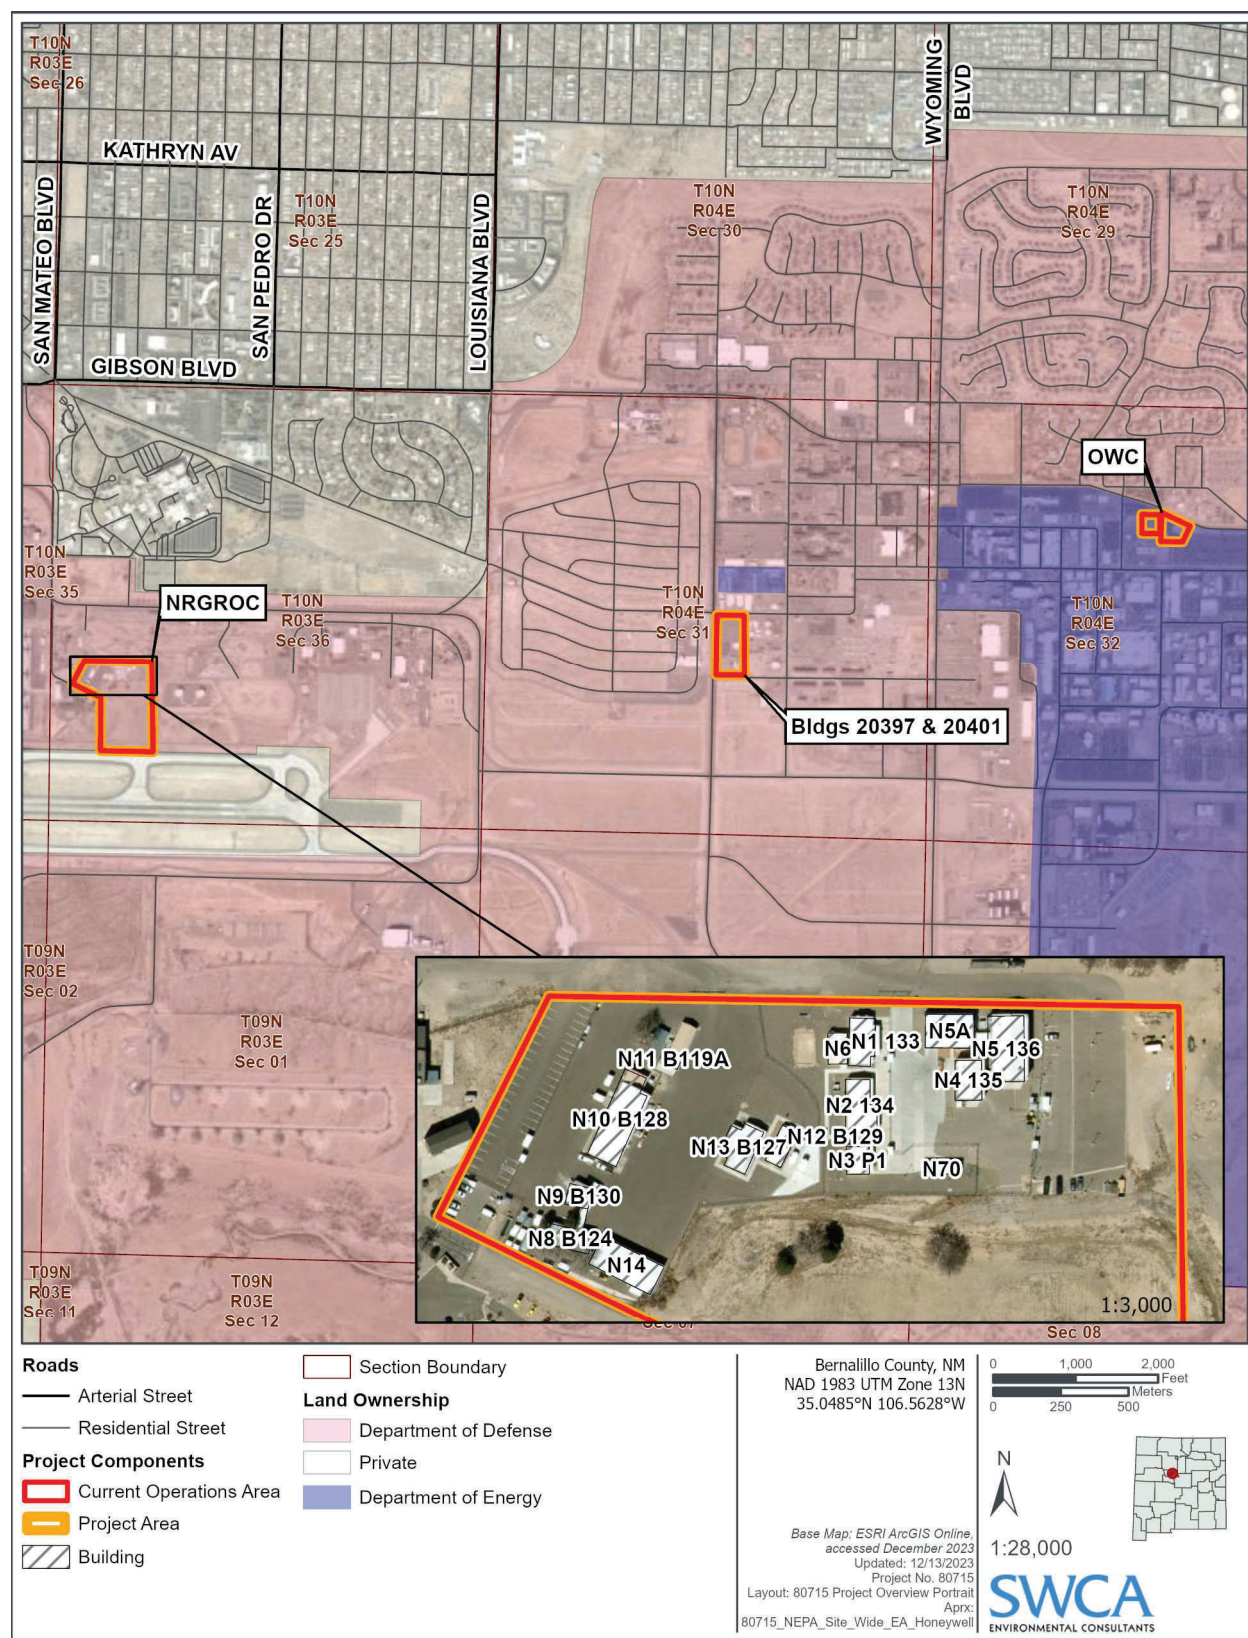 T10N
R03E
Sec 26
WYOMING
BLVD
KATHRYN AV
SAN MATEO BLVD
SAN PEDRO DR
LOUISIANA BLVD
T10N
R03E
Sec 25
T10N
R04E
Sec 30
T10N
R04E
Sec 29
GIBSON BLVD
OWC
T10N
R03E
Sec 35
NRGROC
T10N
R03E
Sec 36
T10N
R04E
Sec 31
T10N
R04E
Sec 32
Bldgs 20397 & 20401
T09N
R03E
Sec 02
T09N
R03E
Sec 01
N11 B119A
N6
N1 133
N5A
N5 136
N4 135
N10 B128
N2 134
N13 B127
N12 B129
N3 P1
N70
N9 B130
N8 B124
N14
1:3,000
T09N
R03E
Sec 11
T09N
R03E
Sec 12
Sec 07
Sec 08
Roads
Arterial Street
Residential Street
Project Components
Current Operations Area
Project Area
Building
Section Boundary
Land Ownership
Department of Defense
Private
Department of Energy
Bernalillo County, NM
NAD 1983 UTM Zone 13N
35.0485°N 106.5628°W
Base Map: ESRI ArcGIS Online,
accessed December 2023
Updated: 12/13/2023
Project No. 80715
Layout: 80715 Project Overview Portrait
Aprx:
80715_NEPA_Site_Wide_EA_Honeywell
0 1,000 2,000
Feet
Meters
0 250 500
N
1:28,000
SWCA
ENVIRONMENTAL CONSULTANTS